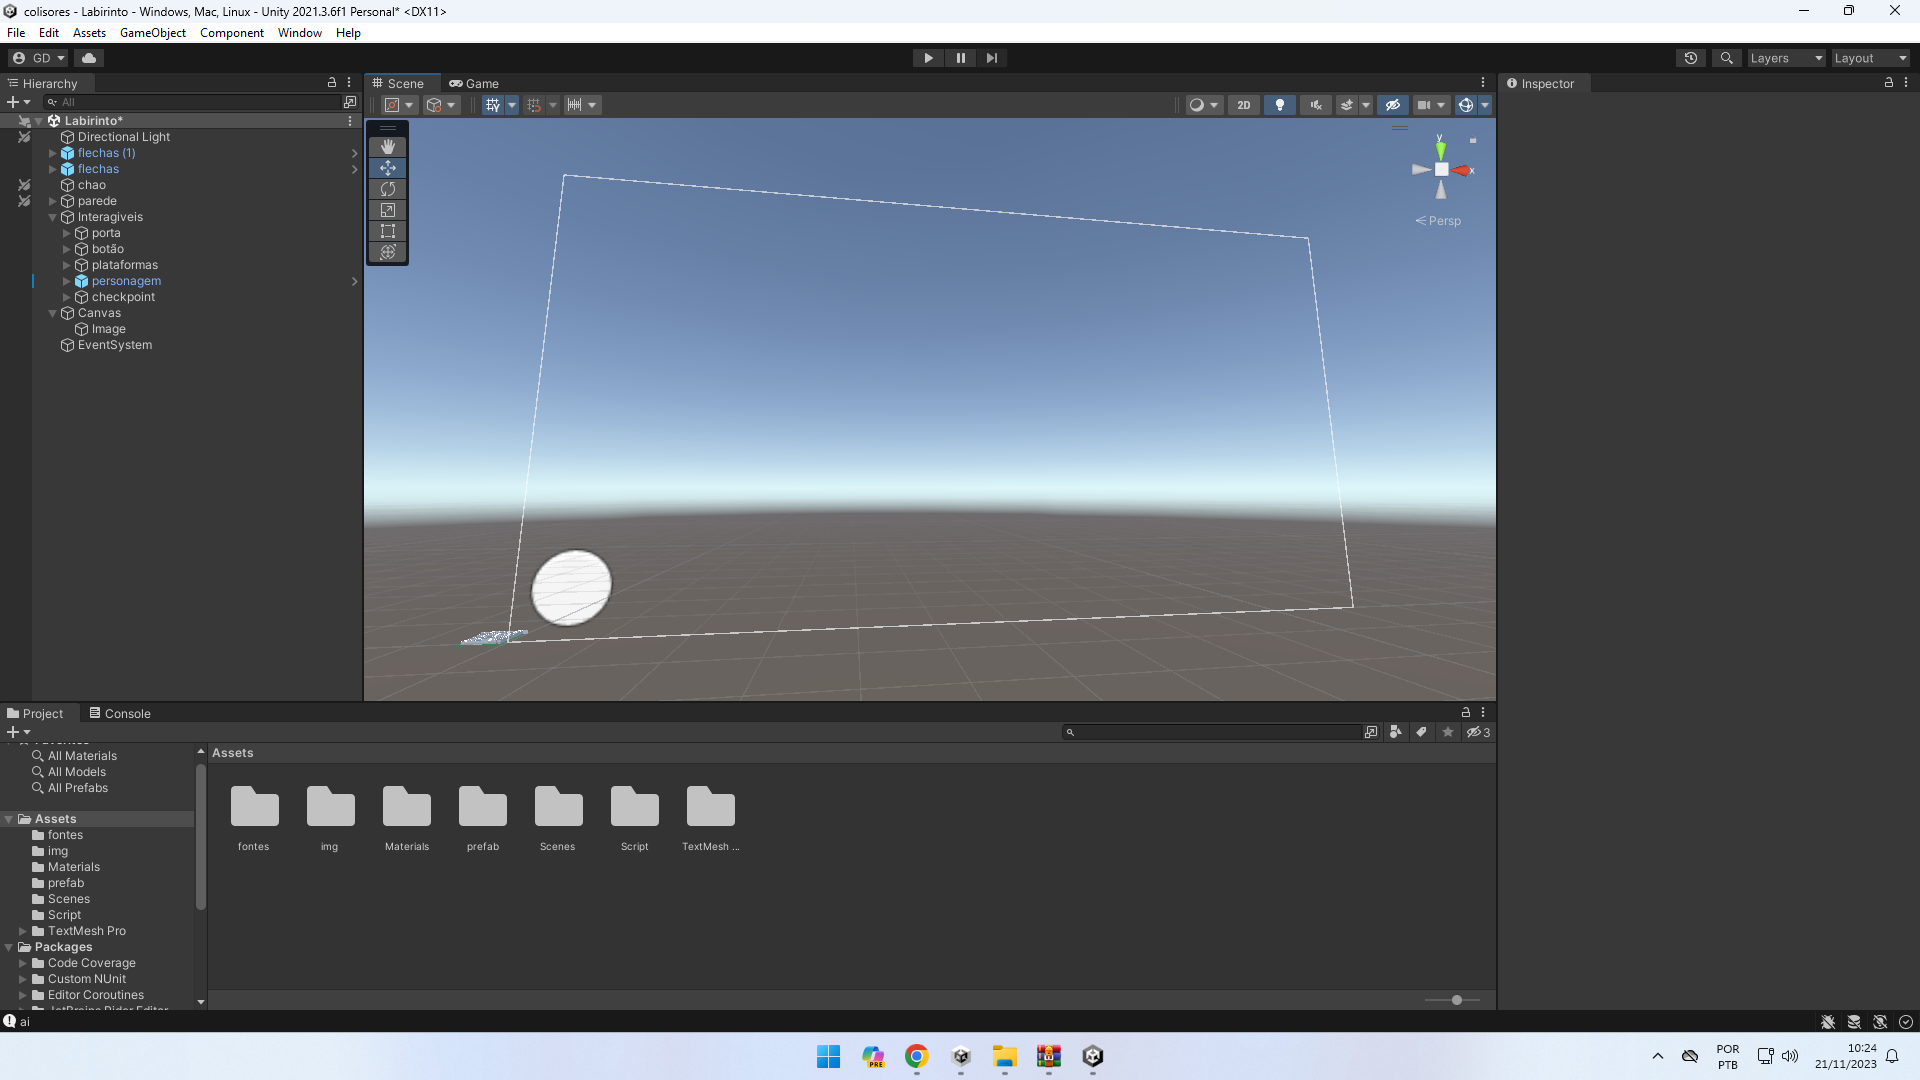 colisores - Labirinto - Windows, Mac, Linux - Unity 2021.3.6f1 Personal* <DX11>
File Edit Assets GameObject Component Window Help
GD
Layers
Layout
Hierarchy
All
Labirinto*
Directional Light
flechas (1)
flechas
chao
parede
Interagiveis
porta
botão
plataformas
personagem
checkpoint
Canvas
Image
EventSystem
Scene
Game
2D
y
x
Persp
Inspector
Project
Console
3
All Materials
All Models
All Prefabs
Assets
fontes
img
Materials
prefab
Scenes
Script
TextMesh Pro
Packages
Code Coverage
Custom NUnit
Editor Coroutines
JetBrains Rider Editor
Assets
fontes
img
Materials
prefab
Scenes
Script
TextMesh ...
ai
PRE
POR
PTB
10:24
21/11/2023